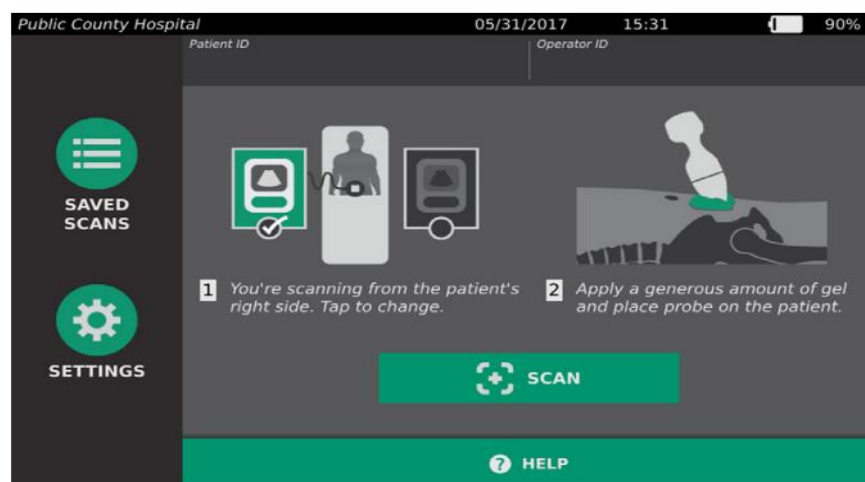 Public County Hospital 05/31/2017 15:31 90%
Patient ID Operator ID
SAVED
SCANS
SETTINGS
1 You're scanning from the patient's
right side. Tap to change.
2 Apply a generous amount of gel
and place probe on the patient.
SCAN
? HELP